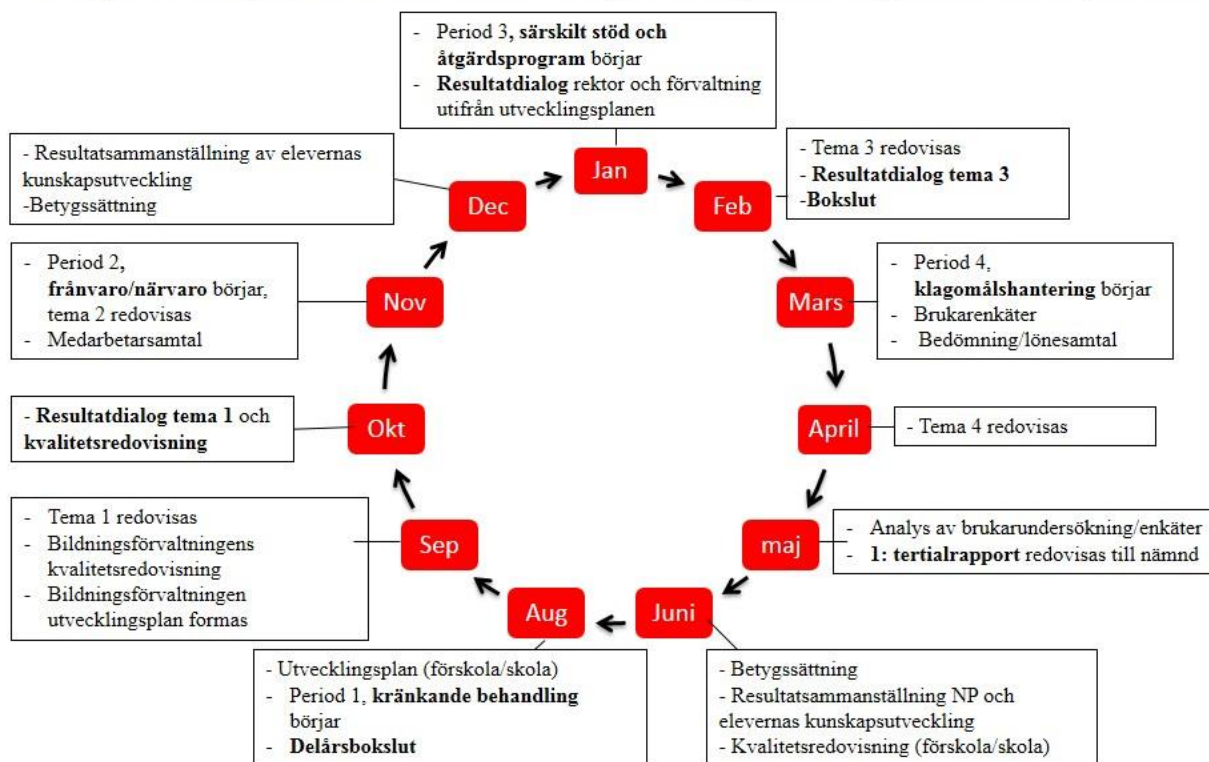 - Period 3, särskilt stöd och
åtgärdsprogram börjar
- Resultatdialog rektor och förvaltning
utifrån utvecklingsplanen
Jan
- Tema 3 redovisas
- Resultatdialog tema 3
-Bokslut
Feb
- Period 4,
klagomålshantering börjar
- Brukarenkäter
- Bedömning/lönesamtal
Mars
- Tema 4 redovisas
April
- Analys av brukarundersökning/enkäter
- 1: tertialrapport redovisas till nämnd
maj
- Betygssättning
- Resultatsammanställning NP och
elevernas kunskapsutveckling
- Kvalitetsredovisning (förskola/skola)
Juni
- Utvecklingsplan (förskola/skola)
- Period 1, kränkande behandling
börjar
- Delårsbokslut
Aug
- Tema 1 redovisas
- Bildningsförvaltningens
kvalitetsredovisning
- Bildningsförvaltningen
utvecklingsplan formas
Sep
- Resultatdialog tema 1 och
kvalitetsredovisning
Okt
- Period 2,
frånvaro/närvaro börjar,
tema 2 redovisas
- Medarbetarsamtal
Nov
- Resultatsammanställning av elevernas
kunskapsutveckling
-Betygssättning
Dec